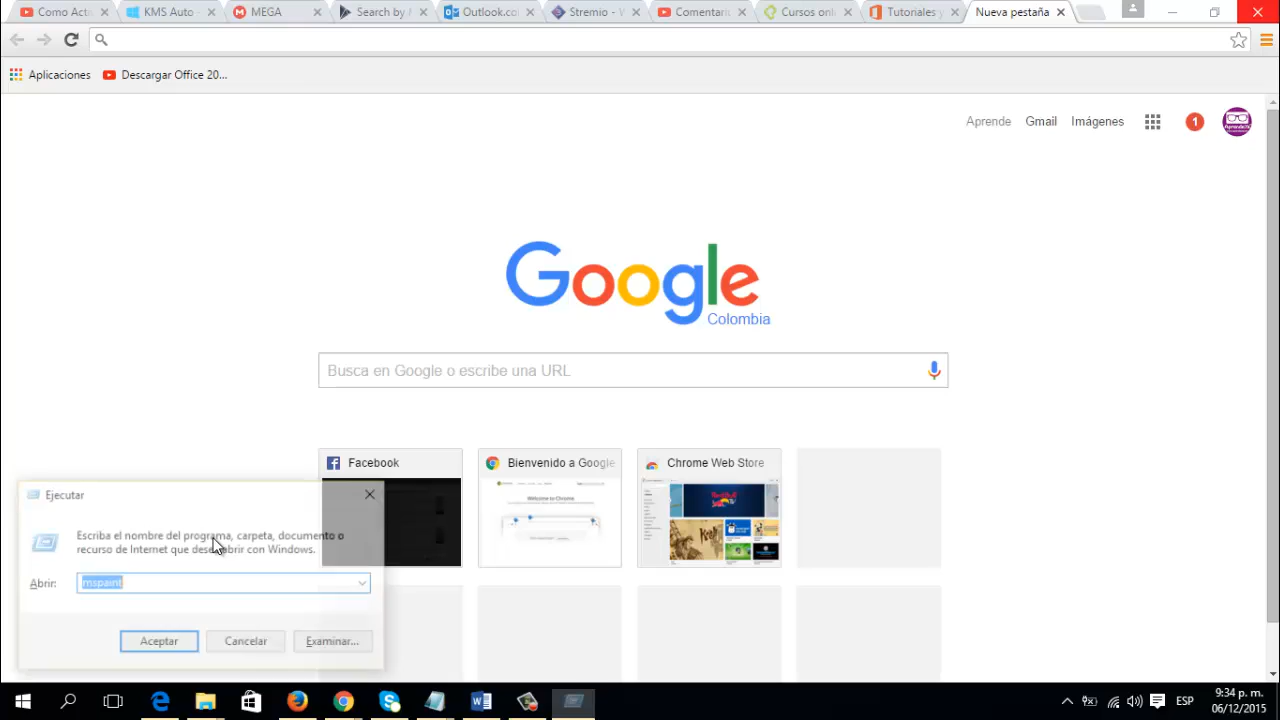 Como Act
KMS Auto -
MEGA
Search by
Outlook.co
Stremio - W
Comentari
Cursos onl
Tutoriales y
Nueva pestaña
Aplicaciones
Descargar Office 20...
Aprende
Gmail
Imágenes
1
Google
Colombia
Busca en Google o escribe una URL
Facebook
Bienvenido a Google
Chrome Web Store
Ejecutar
Escriba el nombre del programa, carpeta, documento o
recurso de Internet que desea abrir con Windows.
Abrir:
mspaint
Aceptar
Cancelar
Examinar...
ESP
9:34 p. m.
06/12/2015